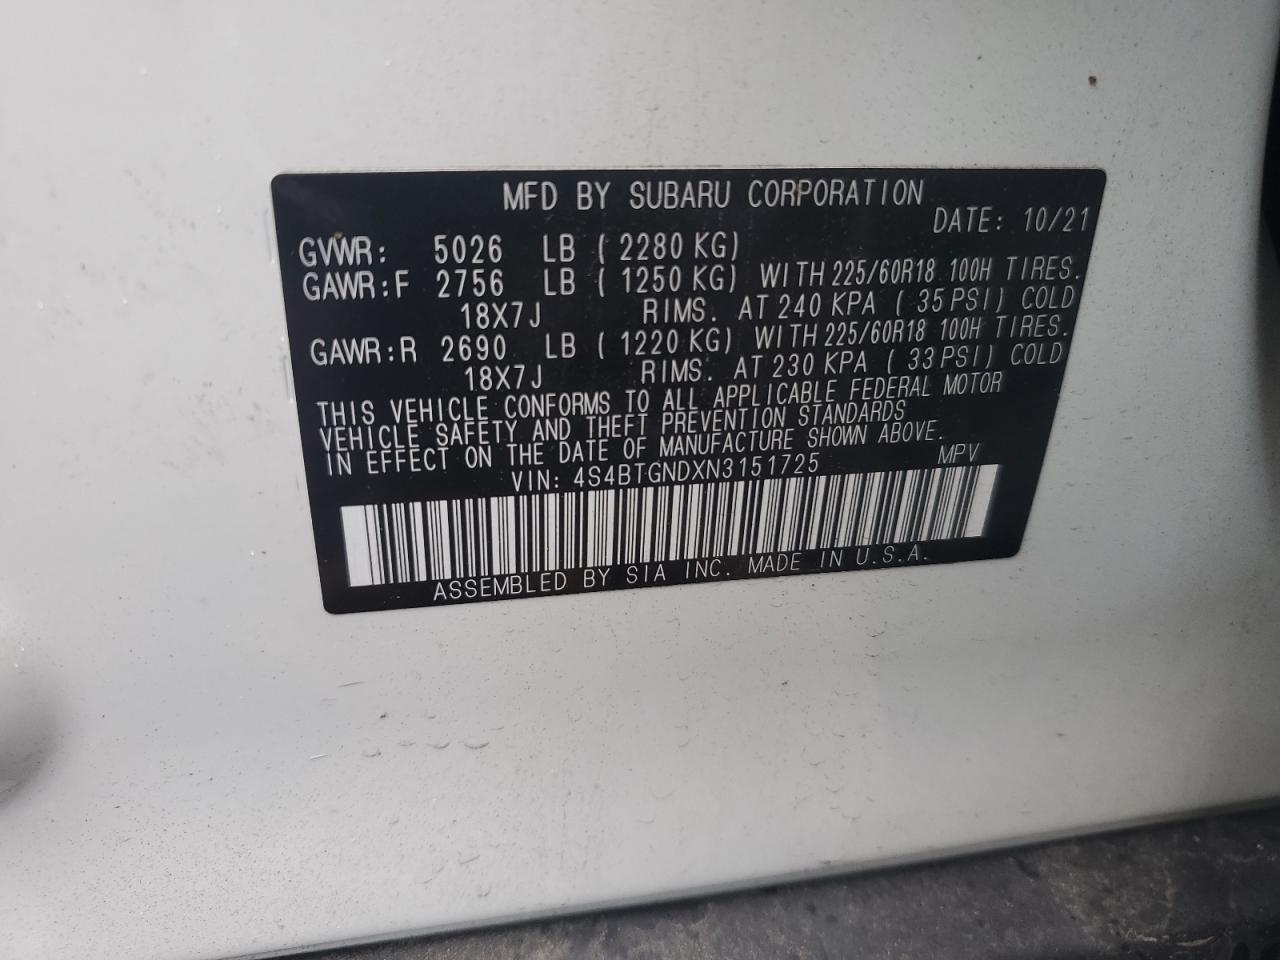 MFD BY SUBARU CORPORATION
DATE: 10/21
GVWR: 5026 LB ( 2280 KG)
GAWR:F 2756 LB ( 1250 KG) WITH 225/60R18 100H TIRES.
18X7J RIMS. AT 240 KPA ( 35 PSI) COLD
GAWR:R 2690 LB ( 1220 KG) WITH 225/60R18 100H TIRES.
18X7J RIMS. AT 230 KPA ( 33 PSI) COLD
THIS VEHICLE CONFORMS TO ALL APPLICABLE FEDERAL MOTOR
VEHICLE SAFETY AND THEFT PREVENTION STANDARDS
IN EFFECT ON THE DATE OF MANUFACTURE SHOWN ABOVE.
VIN: 4S4BTGNDXN3151725 MPV
ASSEMBLED BY SIA INC. MADE IN U.S.A.